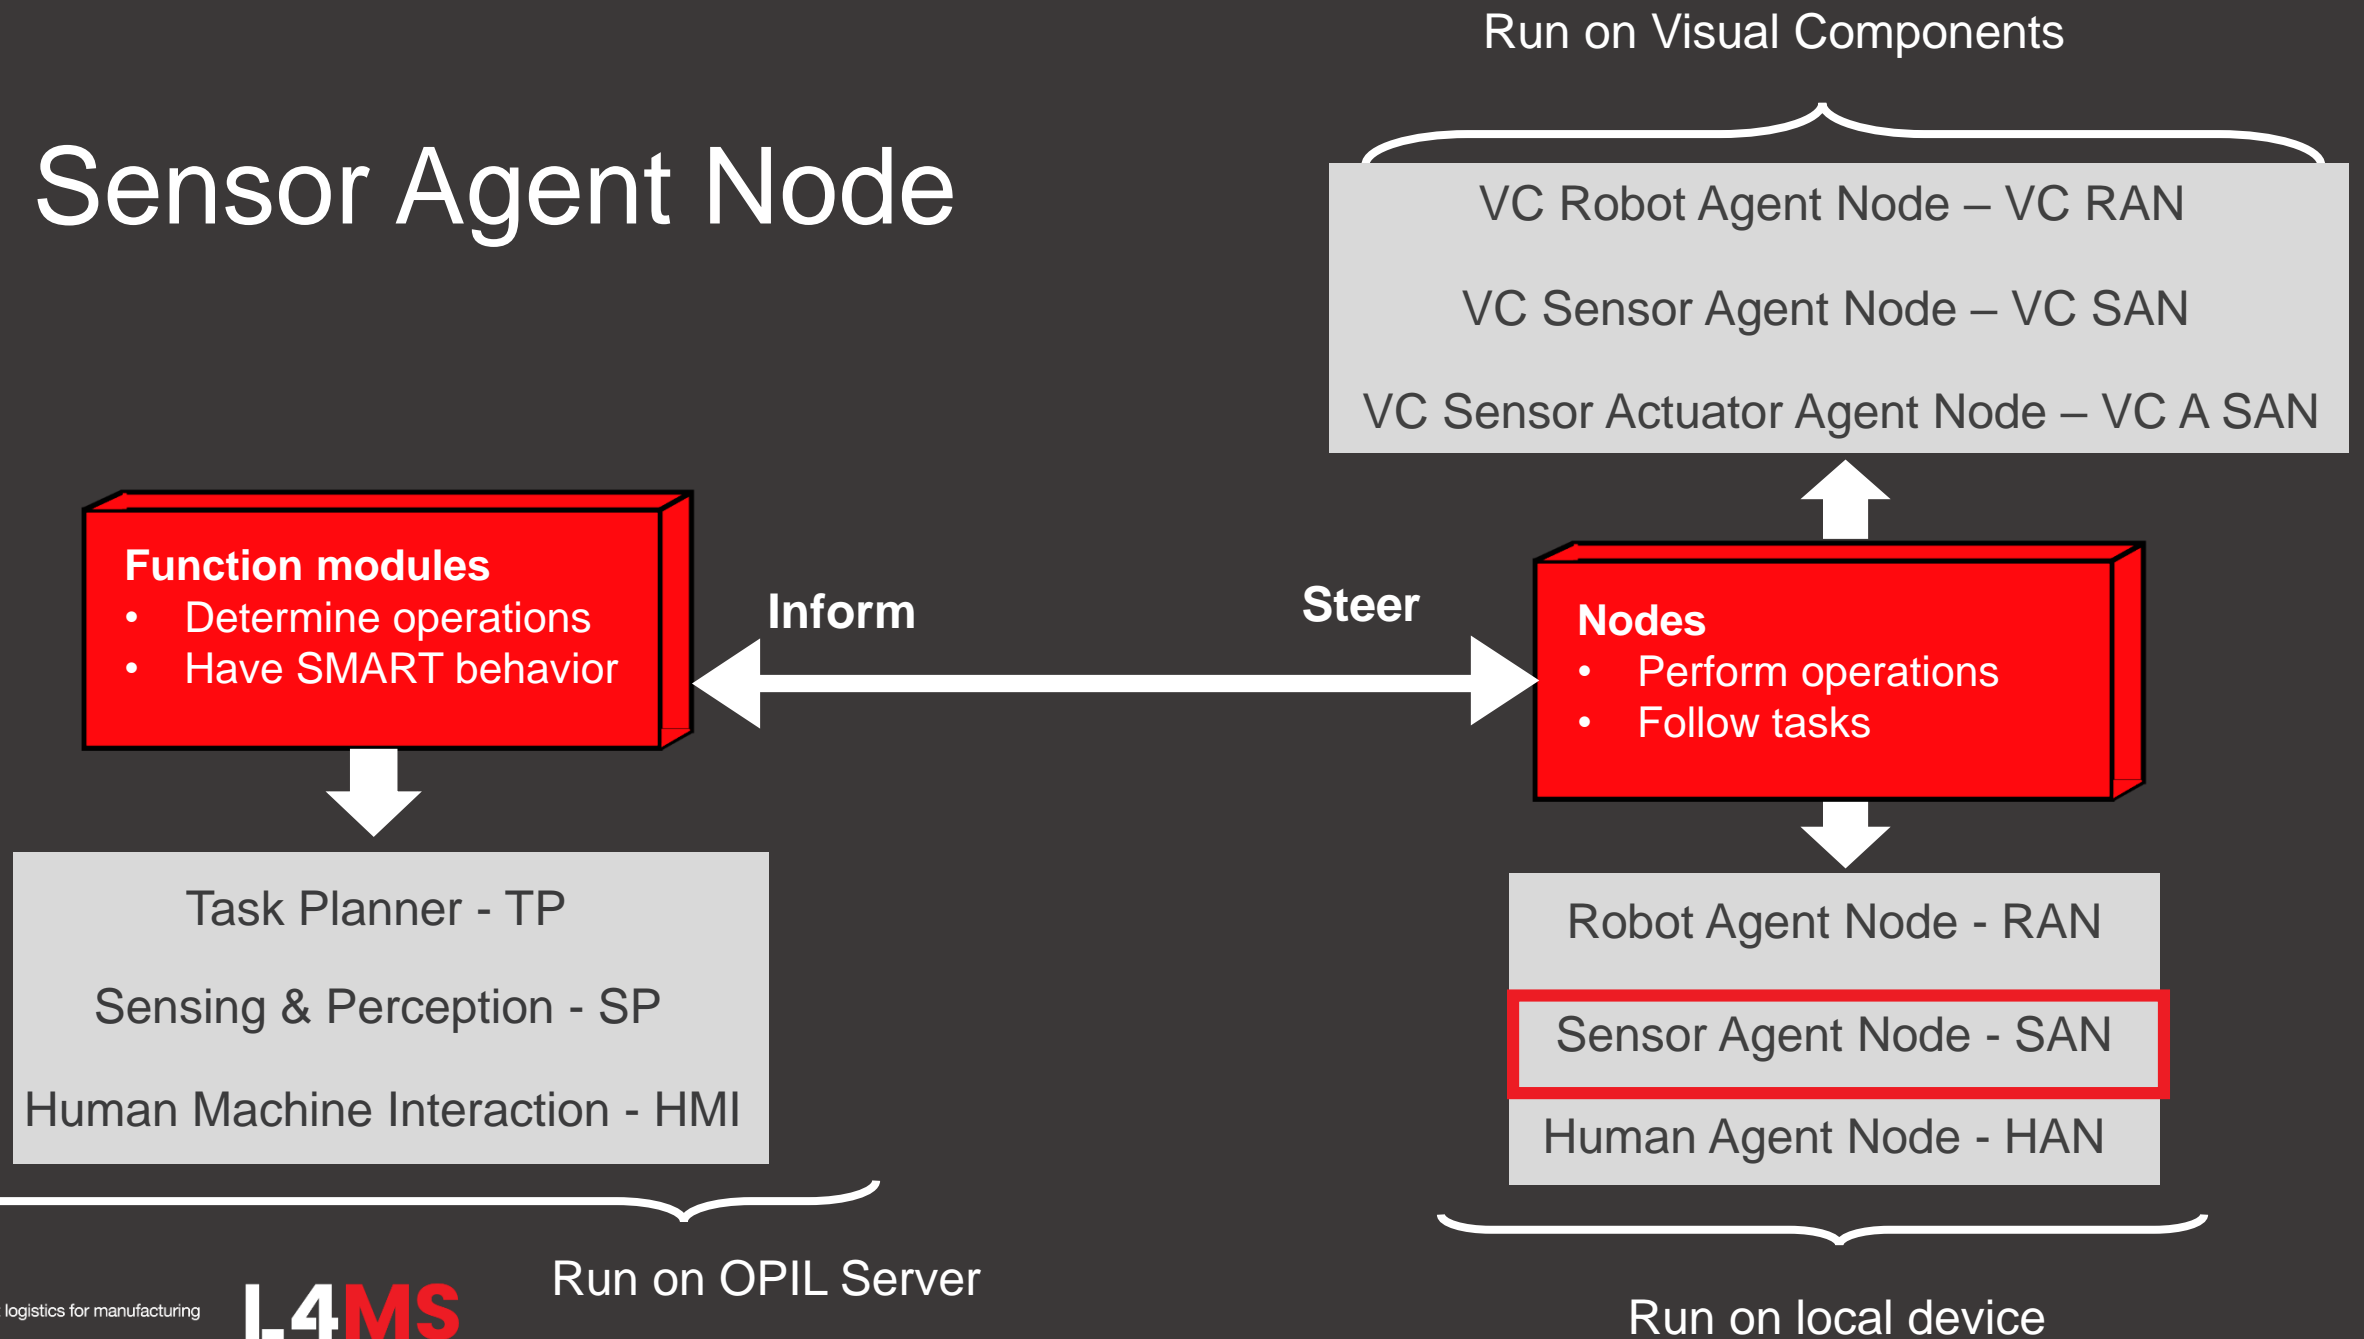 Run on Visual Components
Sensor Agent Node
VC Robot Agent Node – VC RAN
VC Sensor Agent Node – VC SAN
VC Sensor Actuator Agent Node – VC A SAN
Function modules
• Determine operations
• Have SMART behavior
Inform
Steer
Nodes
• Perform operations
• Follow tasks
Task Planner - TP
Sensing & Perception - SP
Human Machine Interaction - HMI
Robot Agent Node - RAN
Sensor Agent Node - SAN
Human Agent Node - HAN
Run on OPIL Server
Run on local device
logistics for manufacturing
L4MS